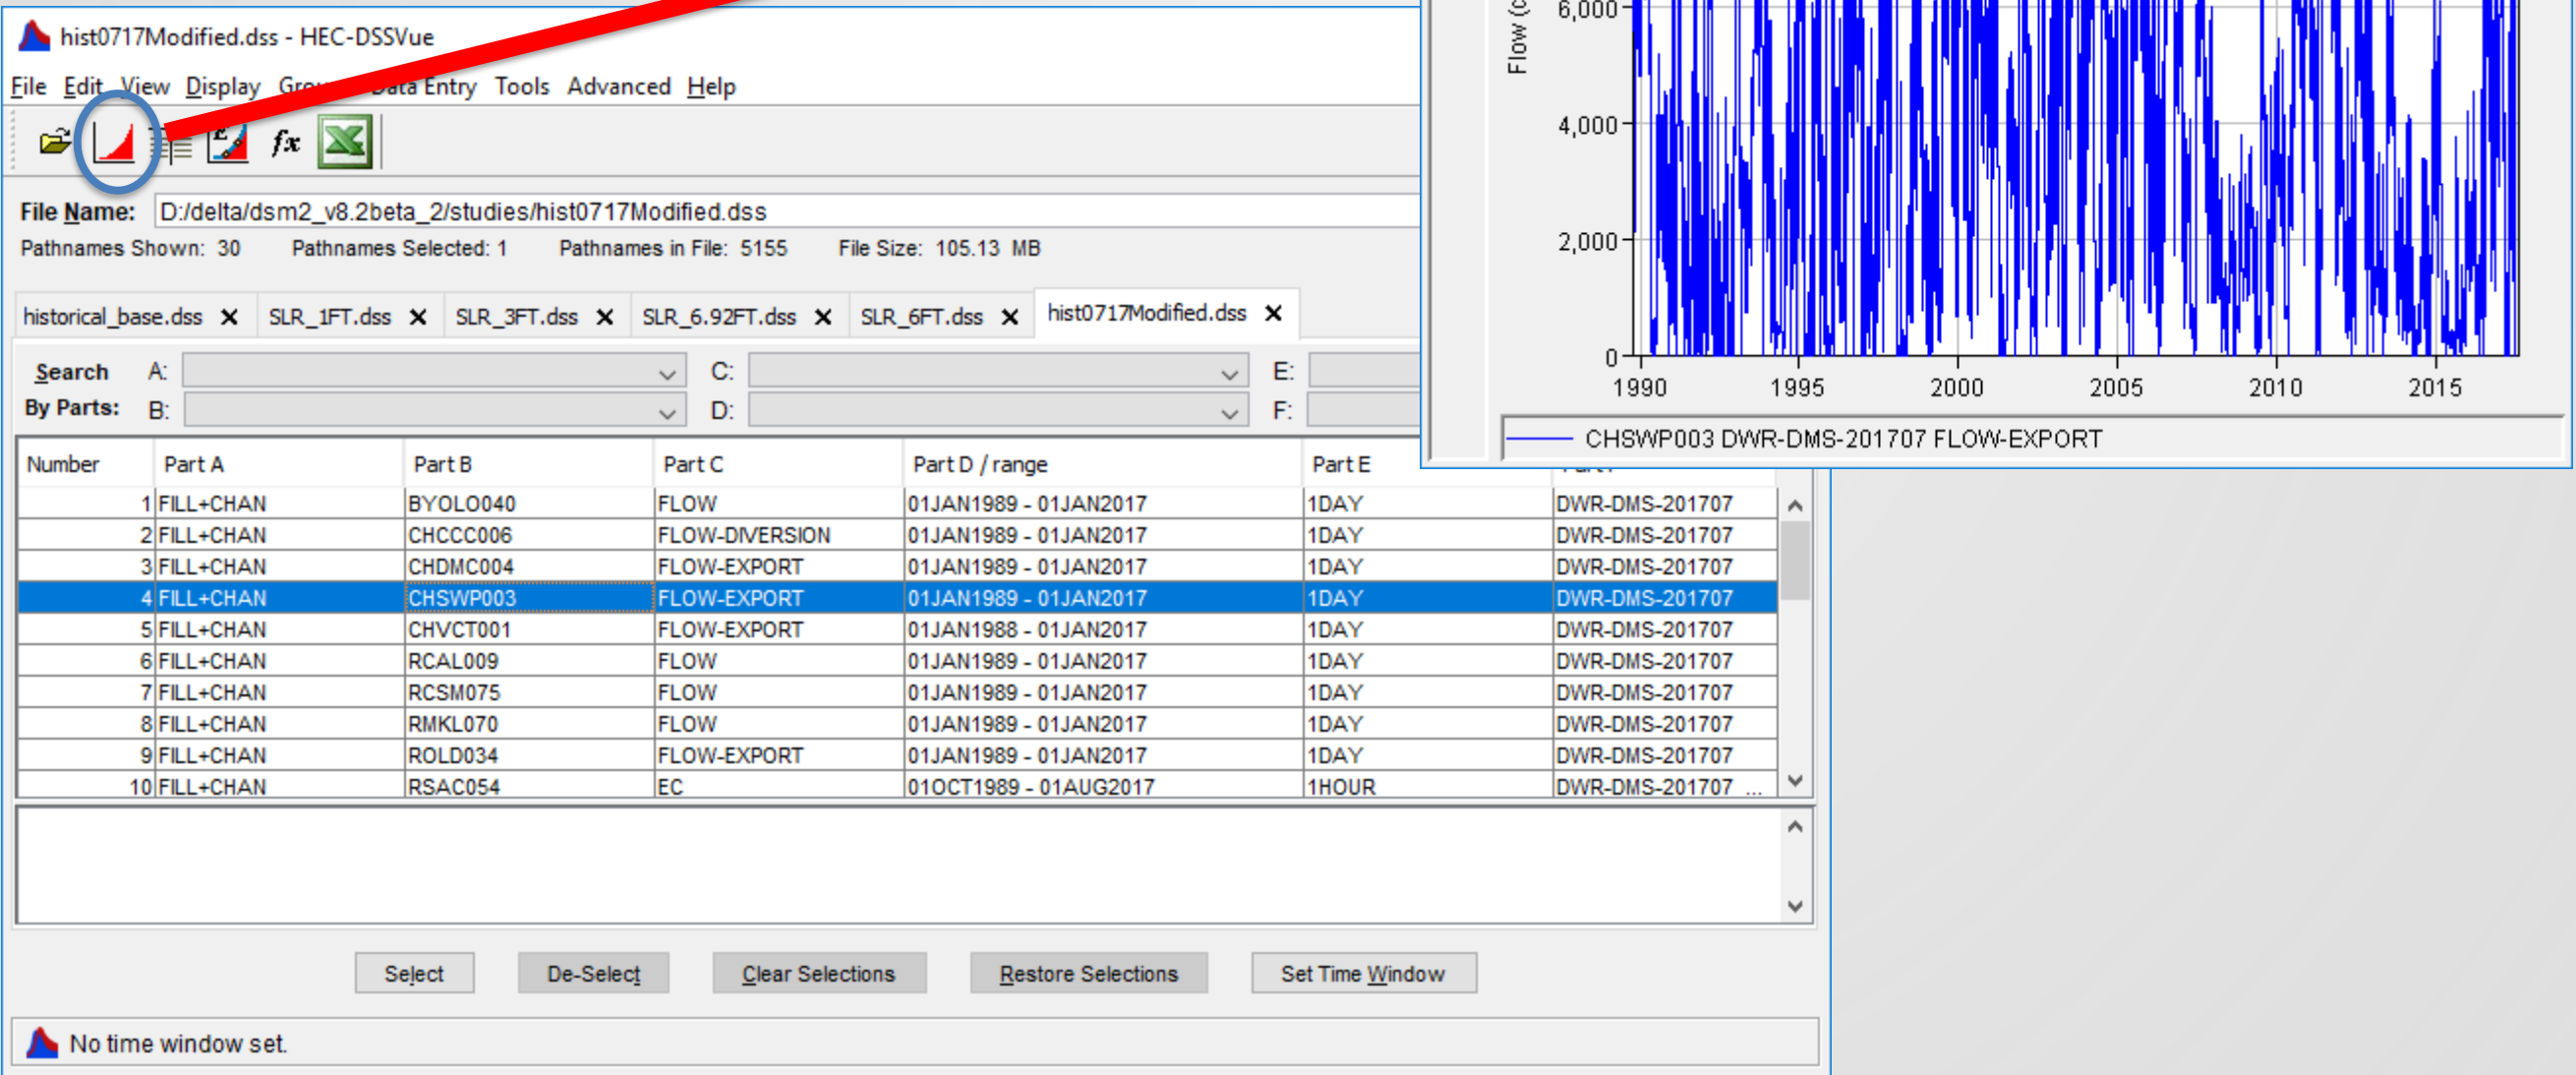 hist0717Modified.dss - HEC-DSSVue
File Edit View Display Data Entry Tools Advanced Help
fx
File Name: D:/delta/dsm2_v8.2beta_2/studies/hist0717Modified.dss
Pathnames Shown: 30 Pathnames Selected: 1 Pathnames in File: 5155 File Size: 105.13 MB
historical_base.dss SLR_1FT.dss SLR_3FT.dss SLR_6.92FT.dss SLR_6FT.dss hist0717Modified.dss
Search A: C: E:
By Parts: B: D: F:
Number Part A Part B Part C Part D / range Part E
1 FILL+CHAN BYOLO040 FLOW 01JAN1989 - 01JAN2017 1DAY DWR-DMS-201707
2 FILL+CHAN CHCCC006 FLOW-DIVERSION 01JAN1989 - 01JAN2017 1DAY DWR-DMS-201707
3 FILL+CHAN CHDMC004 FLOW-EXPORT 01JAN1989 - 01JAN2017 1DAY DWR-DMS-201707
4 FILL+CHAN CHSWP003 FLOW-EXPORT 01JAN1989 - 01JAN2017 1DAY DWR-DMS-201707
5 FILL+CHAN CHVCT001 FLOW-EXPORT 01JAN1988 - 01JAN2017 1DAY DWR-DMS-201707
6 FILL+CHAN RCAL009 FLOW 01JAN1989 - 01JAN2017 1DAY DWR-DMS-201707
7 FILL+CHAN RCSM075 FLOW 01JAN1989 - 01JAN2017 1DAY DWR-DMS-201707
8 FILL+CHAN RMKL070 FLOW 01JAN1989 - 01JAN2017 1DAY DWR-DMS-201707
9 FILL+CHAN ROLD034 FLOW-EXPORT 01JAN1989 - 01JAN2017 1DAY DWR-DMS-201707
10 FILL+CHAN RSAC054 EC 01OCT1989 - 01AUG2017 1HOUR DWR-DMS-201707 ...
Select De-Select Clear Selections Restore Selections Set Time Window
No time window set.
Flow
6,000
4,000
2,000
0
1990 1995 2000 2005 2010 2015
CHSWP003 DWR-DMS-201707 FLOW-EXPORT